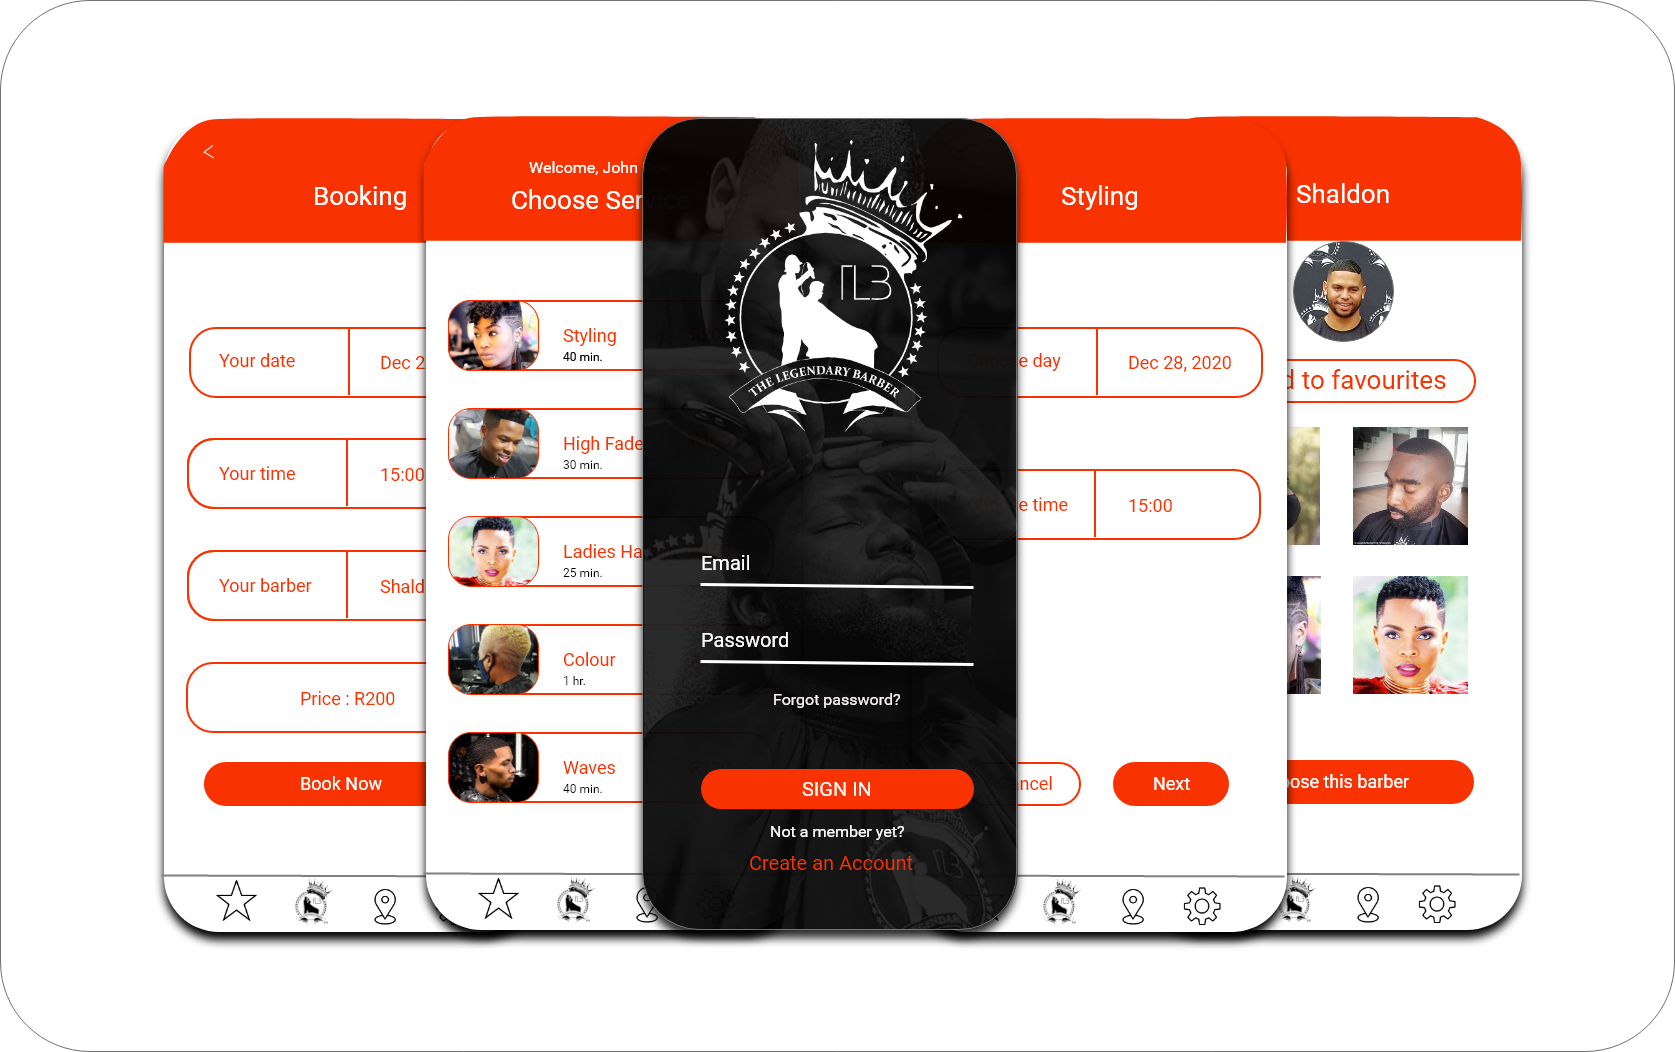 <
Booking
Your date
Dec 2
Your time
15:00
Your barber
Shald
Price : R200
Book Now
Welcome, John
Choose Service
Styling
40 min.
High Fade
30 min.
Ladies Ha
25 min.
Colour
1 hr.
Waves
40 min.
TLB
THE LEGENDARY BARBER
Email
Password
Forgot password?
SIGN IN
Not a member yet?
Create an Account
Styling
Choose day
Dec 28, 2020
e time
15:00
ncel
Next
Shaldon
d to favourites
oose this barber